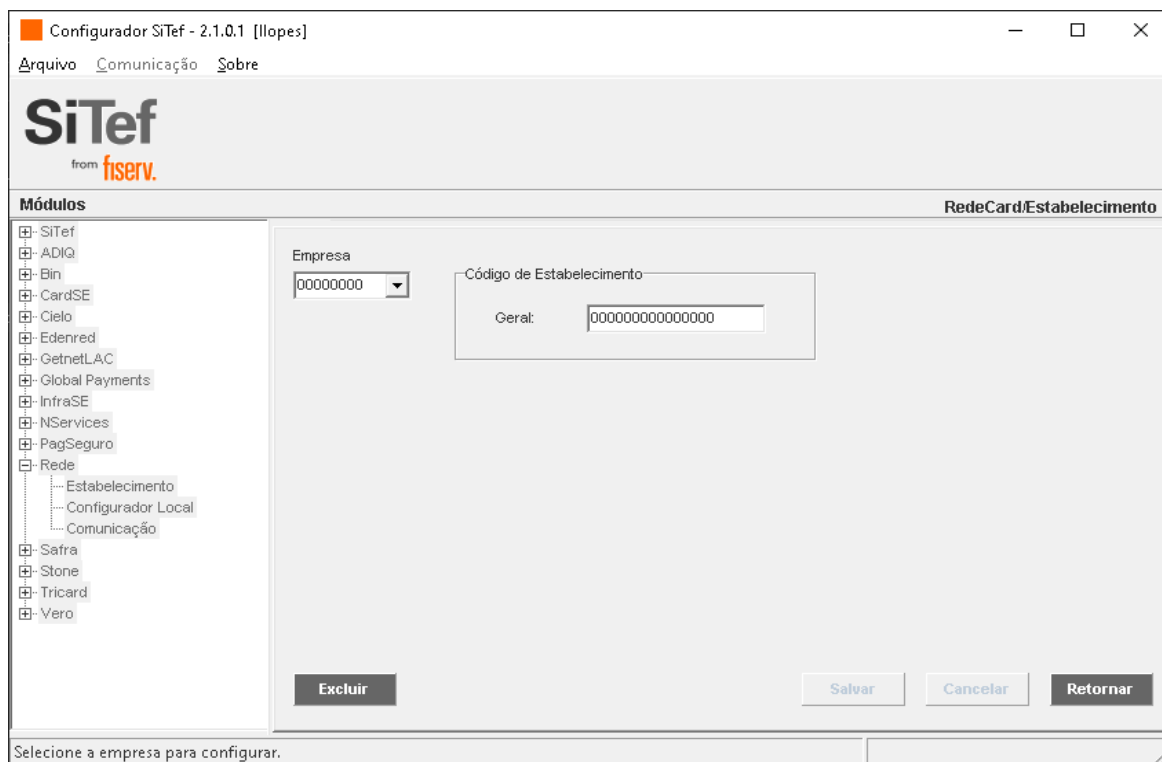 Configurador SiTef - 2.1.0.1 [llopes]
Arquivo Comunicação Sobre
SiTef
from fiserv.
Módulos
RedeCard/Estabelecimento
SiTef
ADIQ
Bin
CardSE
Cielo
Edenred
GetnetLAC
Global Payments
InfraSE
NServices
PagSeguro
Rede
Estabelecimento
Configurador Local
Comunicação
Safra
Stone
Tricard
Vero
Empresa
00000000
Código de Estabelecimento
Geral: 000000000000000
Excluir Salvar Cancelar Retornar
Selecione a empresa para configurar.